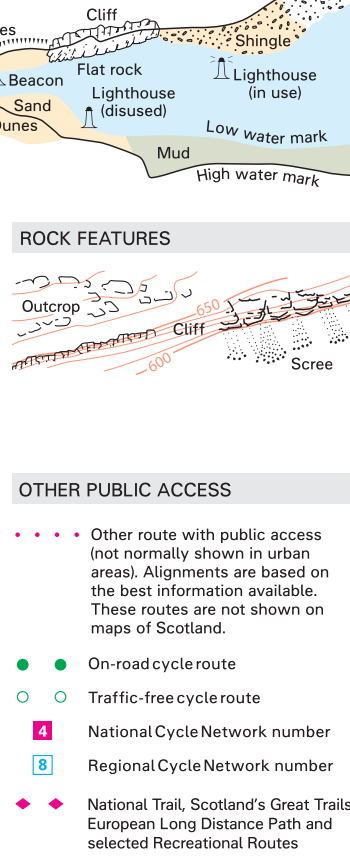 Cliff
es
Shingle
Flat rock
Beacon
Lighthouse
(in use)
Lighthouse
(disused)
Sand
Dunes
Low water mark
Mud
High water mark
ROCK FEATURES
Outcrop
650
Cliff
600
Scree
OTHER PUBLIC ACCESS
Other route with public access
(not normally shown in urban
areas). Alignments are based on
the best information available.
These routes are not shown on
maps of Scotland.
On-road cycle route
Traffic-free cycle route
4 National Cycle Network number
8 Regional Cycle Network number
National Trail, Scotland's Great Trails
European Long Distance Path and
selected Recreational Routes